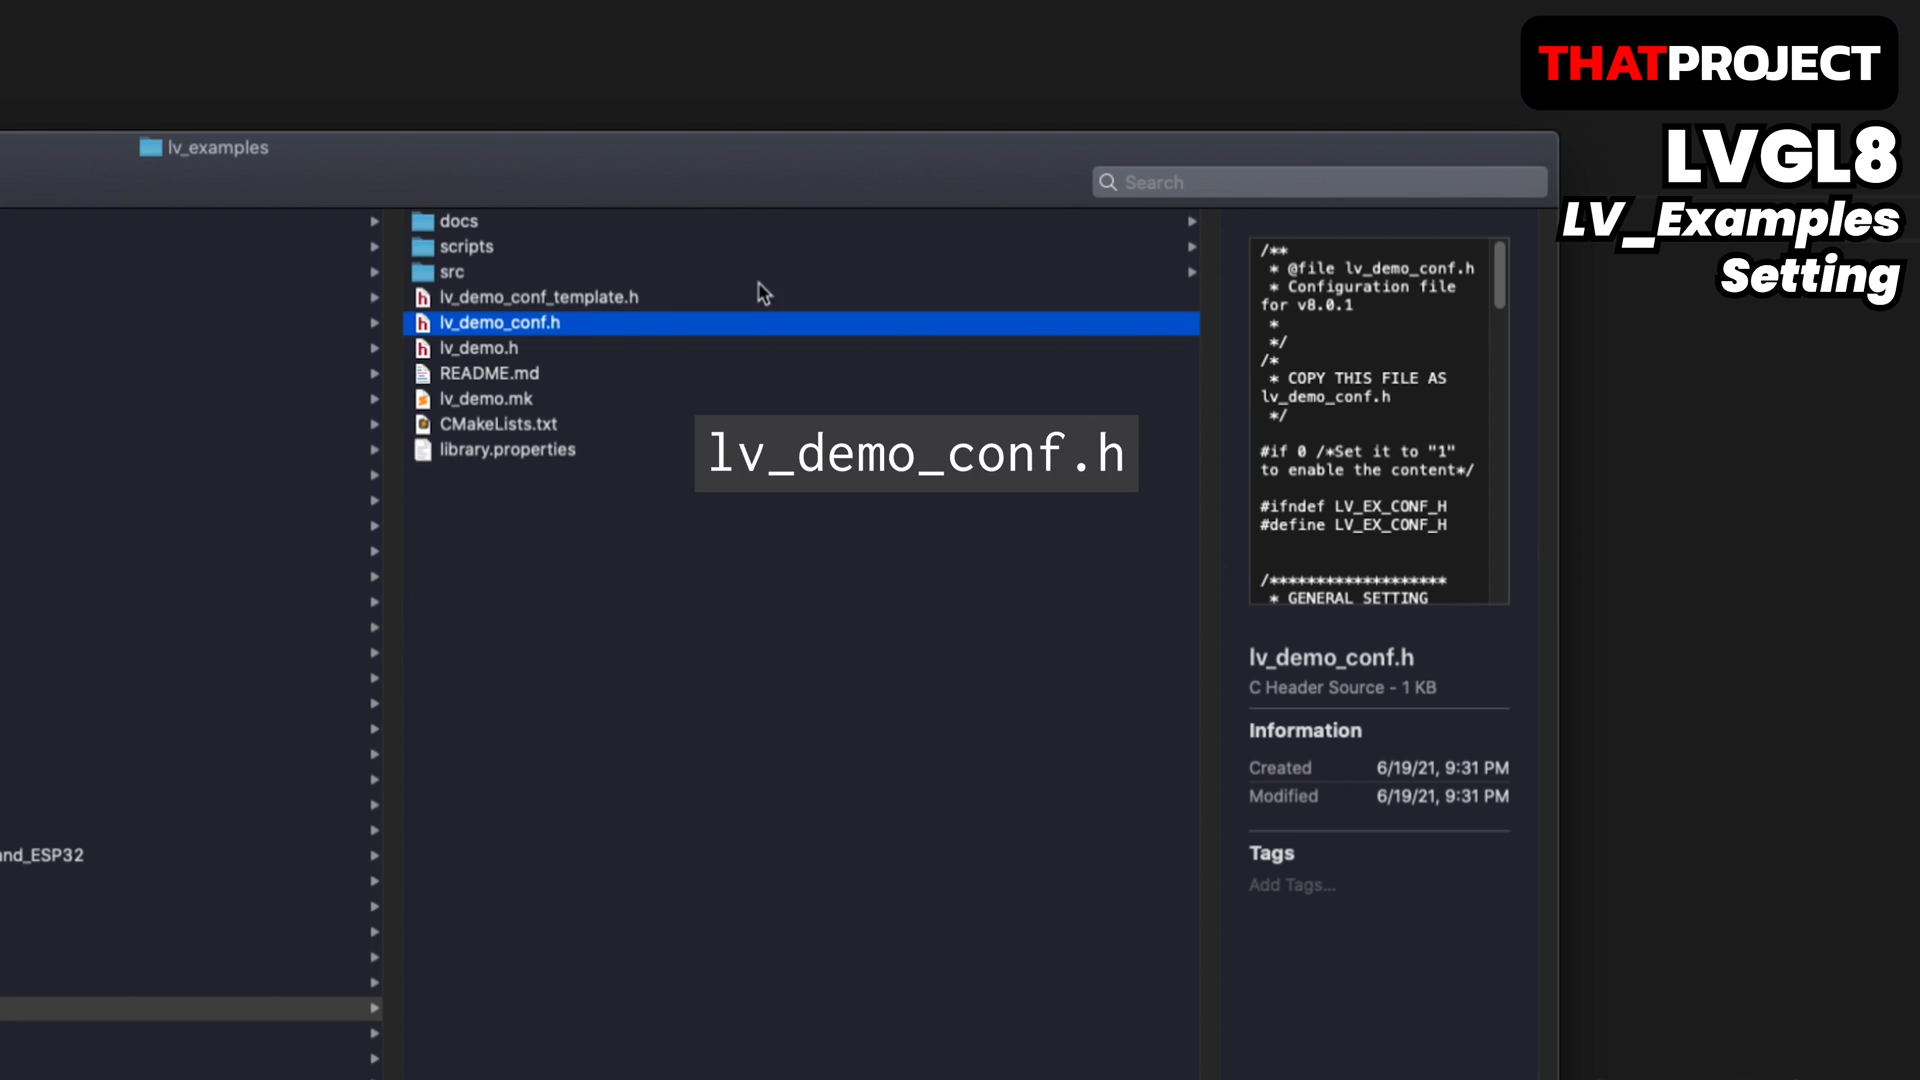 THATPROJECT
LVGL8
LV_Examples
Setting
lv_examples
Search
docs
scripts
src
lv_demo_conf_template.h
lv_demo_conf.h
lv_demo.h
README.md
lv_demo.mk
CMakeLists.txt
library.properties
lv_demo_conf.h
/**
* @file lv_demo_conf.h
* Configuration file
for v8.0.1
*
*/
/*
* COPY THIS FILE AS
lv_demo_conf.h
*/
#if 0 /*Set it to "1"
to enable the content*/
#ifndef LV_EX_CONF_H
#define LV_EX_CONF_H
/*******************
* GENERAL SETTING
lv_demo_conf.h
C Header Source - 1 KB
Information
Created 6/19/21, 9:31 PM
Modified 6/19/21, 9:31 PM
Tags
Add Tags...
nd_ESP32